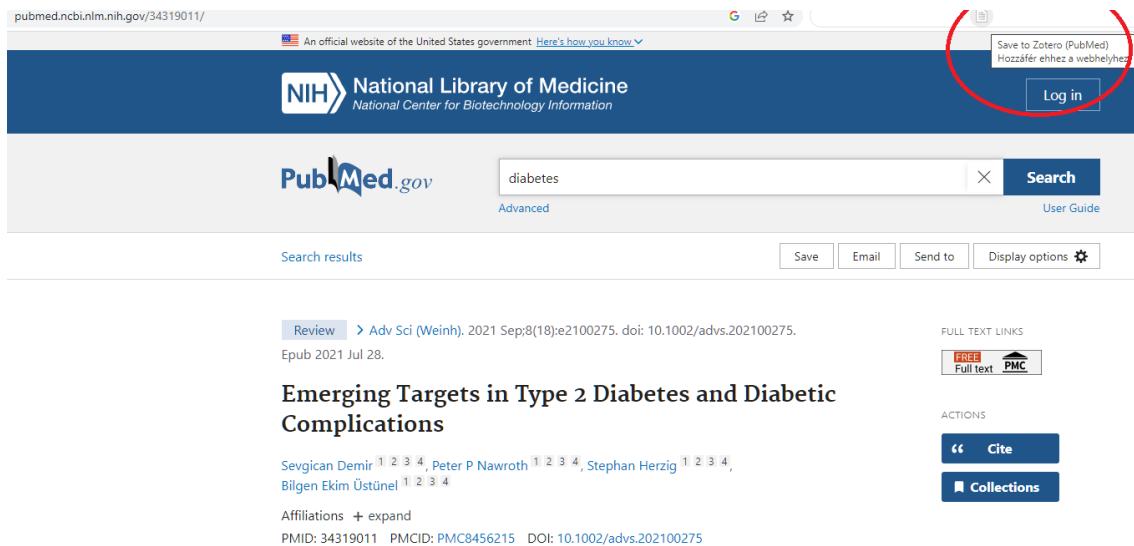 pubmed.ncbi.nlm.nih.gov/34319011/
An official website of the United States government Here's how you know
Save to Zotero (PubMed)
Hozzáfér ehhez a webhelyhez
NIH National Library of Medicine
National Center for Biotechnology Information
Log in
PubMed.gov
diabetes
Search
Advanced
User Guide
Search results
Save
Email
Send to
Display options
Review
Adv Sci (Weinh). 2021 Sep;8(18):e2100275. doi: 10.1002/advs.202100275.
Epub 2021 Jul 28.
Emerging Targets in Type 2 Diabetes and Diabetic
Complications
Sevgican Demir 1 2 3 4, Peter P Nawroth 1 2 3 4, Stephan Herzig 1 2 3 4,
Bilgen Ekim Üstünel 1 2 3 4
Affiliations + expand
PMID: 34319011 PMCID: PMC8456215 DOI: 10.1002/advs.202100275
FULL TEXT LINKS
FREE
Full text PMC
ACTIONS
Cite
Collections